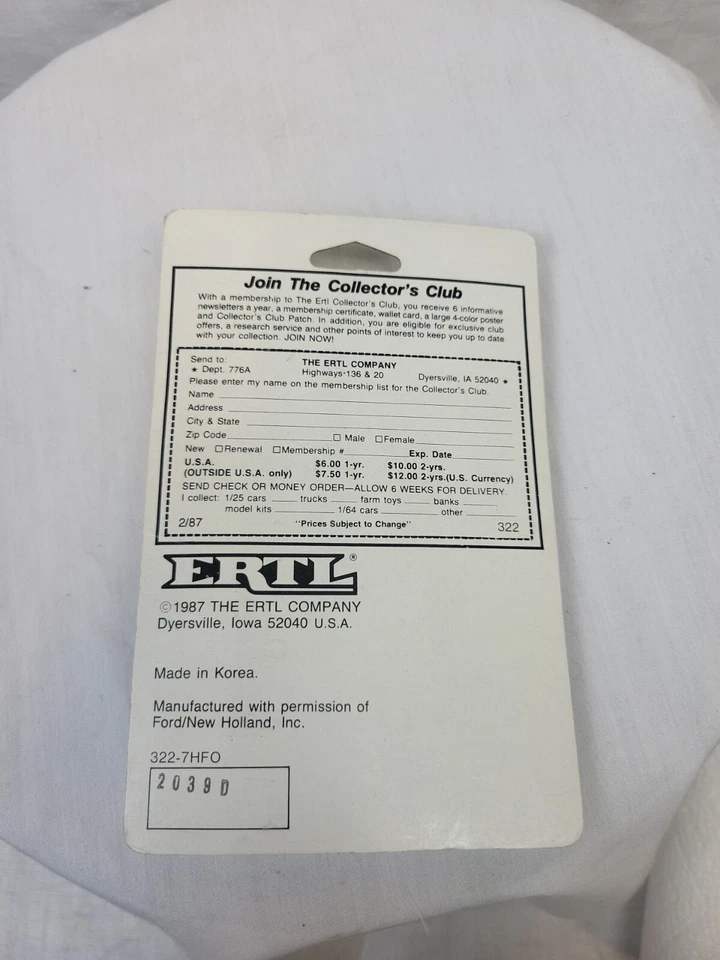 Join The Collector's Club
With a membership to The Ertl Collector's Club, you receive 6 informative
newsletters a year, a membership certificate, wallet card, a large 4-color poster
and Collector's Club Patch. In addition, you are eligible for exclusive club
offers, a research service and other points of interest to keep you up to date
with your collection. JOIN NOW!
Send to: THE ERTL COMPANY
★ Dept. 776A Highways 136 & 20 Dyersville, IA 52040 ★
Please enter my name on the membership list for the Collector's Club.
Name
Address
City & State
Zip Code □ Male □ Female
New □ Renewal □ Membership # Exp. Date
U.S.A. $6.00 1-yr. $10.00 2-yrs.
(OUTSIDE U.S.A. only) $7.50 1-yr. $12.00 2-yrs.(U.S. Currency)
SEND CHECK OR MONEY ORDER—ALLOW 6 WEEKS FOR DELIVERY.
I collect: 1/25 cars trucks farm toys banks
model kits 1/64 cars other
2/87 "Prices Subject to Change" 322
ERTL®
©1987 THE ERTL COMPANY
Dyersville, Iowa 52040 U.S.A.
Made in Korea.
Manufactured with permission of
Ford/New Holland, Inc.
322-7HFO
2039D